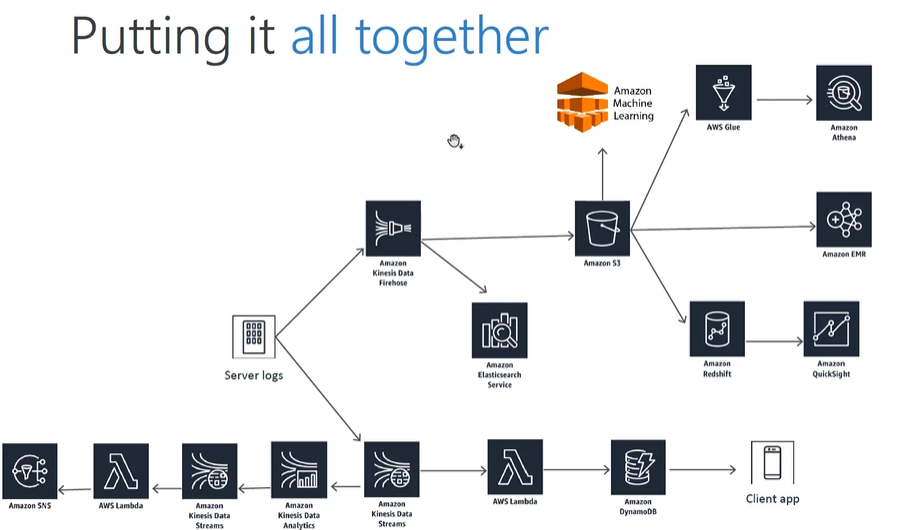 Putting it all together
Amazon
Machine
Learning
AWS Glue
Amazon
Athena
Amazon
Kinesis Data
Firehose
Amazon S3
Amazon EMR
Server logs
Amazon
Elasticsearch
Service
Amazon
Redshift
Amazon
QuickSight
Amazon SNS
AWS Lambda
Amazon
Kinesis Data
Streams
Amazon
Kinesis Data
Analytics
Amazon
Kinesis Data
Streams
AWS Lambda
Amazon
DynamoDB
Client app